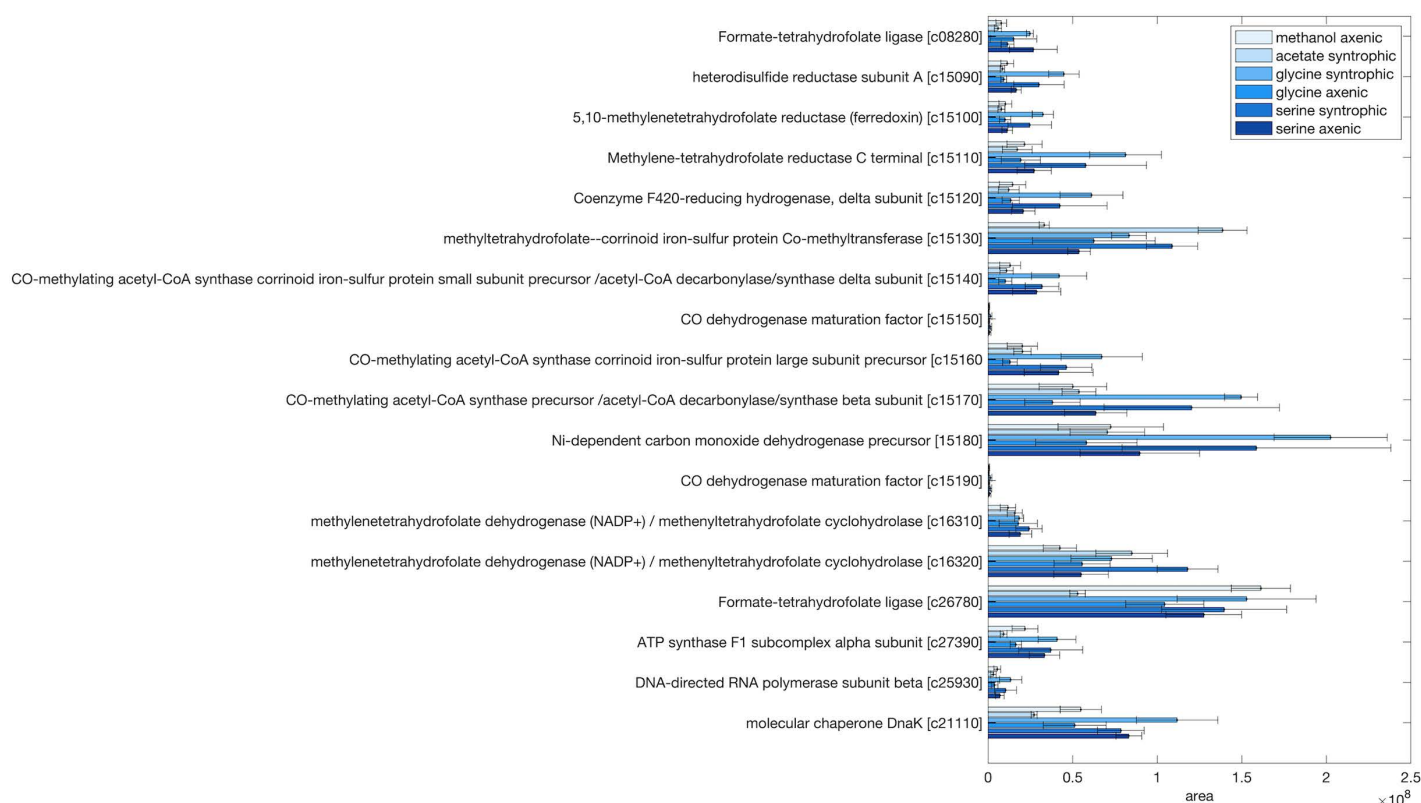 Formate-tetrahydrofolate ligase [c08280]
heterodisulfide reductase subunit A [c15090]
5,10-methylenetetrahydrofolate reductase (ferredoxin) [c15100]
Methylene-tetrahydrofolate reductase C terminal [c15110]
Coenzyme F420-reducing hydrogenase, delta subunit [c15120]
methyltetrahydrofolate--corrinoid iron-sulfur protein Co-methyltransferase [c15130]
CO-methylating acetyl-CoA synthase corrinoid iron-sulfur protein small subunit precursor /acetyl-CoA decarbonylase/synthase delta subunit [c15140]
CO dehydrogenase maturation factor [c15150]
CO-methylating acetyl-CoA synthase corrinoid iron-sulfur protein large subunit precursor [c15160
CO-methylating acetyl-CoA synthase precursor /acetyl-CoA decarbonylase/synthase beta subunit [c15170]
Ni-dependent carbon monoxide dehydrogenase precursor [15180]
CO dehydrogenase maturation factor [c15190]
methylenetetrahydrofolate dehydrogenase (NADP+) / methenyltetrahydrofolate cyclohydrolase [c16310]
methylenetetrahydrofolate dehydrogenase (NADP+) / methenyltetrahydrofolate cyclohydrolase [c16320]
Formate-tetrahydrofolate ligase [c26780]
ATP synthase F1 subcomplex alpha subunit [c27390]
DNA-directed RNA polymerase subunit beta [c25930]
molecular chaperone DnaK [c21110]
methanol axenic
acetate syntrophic
glycine syntrophic
glycine axenic
serine syntrophic
serine axenic
0 0.5 1 1.5 2 2.5
area
×10⁸